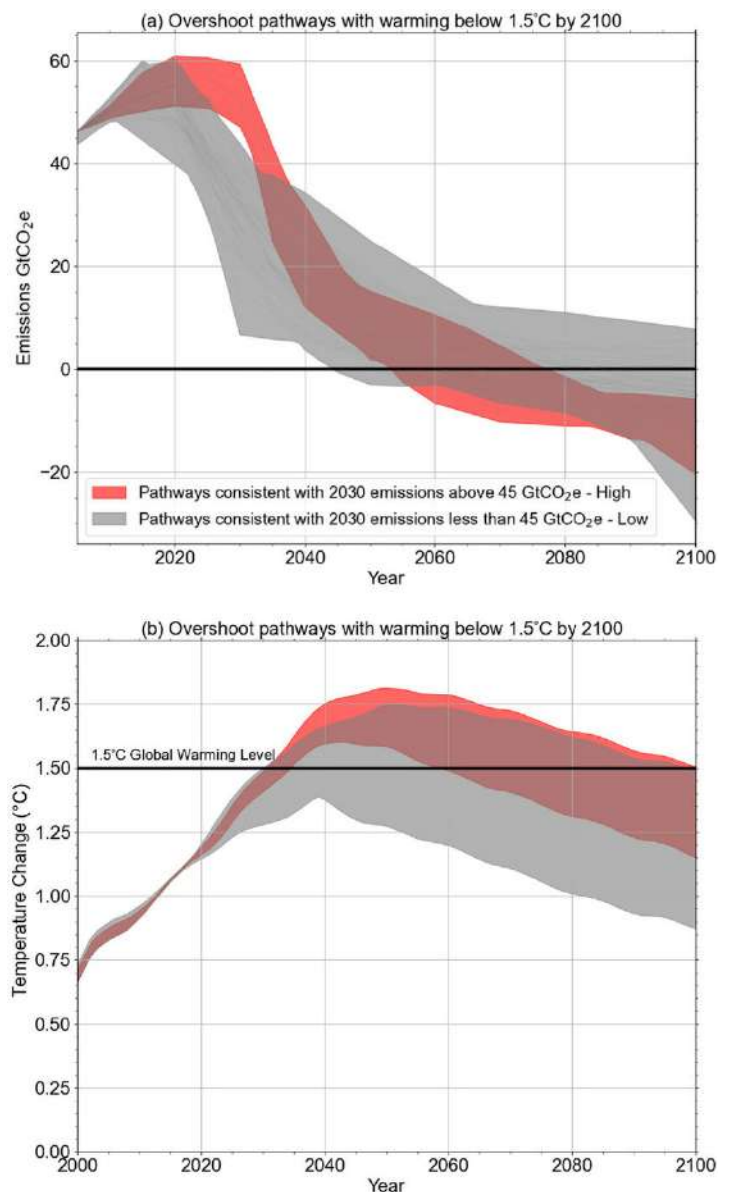 (a) Overshoot pathways with warming below 1.5°C by 2100
60
40
20
0
−20
Emissions GtCO₂e
Pathways consistent with 2030 emissions above 45 GtCO₂e - High
Pathways consistent with 2030 emissions less than 45 GtCO₂e - Low
2020
2040
2060
2080
2100
Year
(b) Overshoot pathways with warming below 1.5°C by 2100
2.00
1.75
1.50
1.25
1.00
0.75
0.50
0.25
0.00
Temperature Change (°C)
1.5°C Global Warming Level
2000
2020
2040
2060
2080
2100
Year